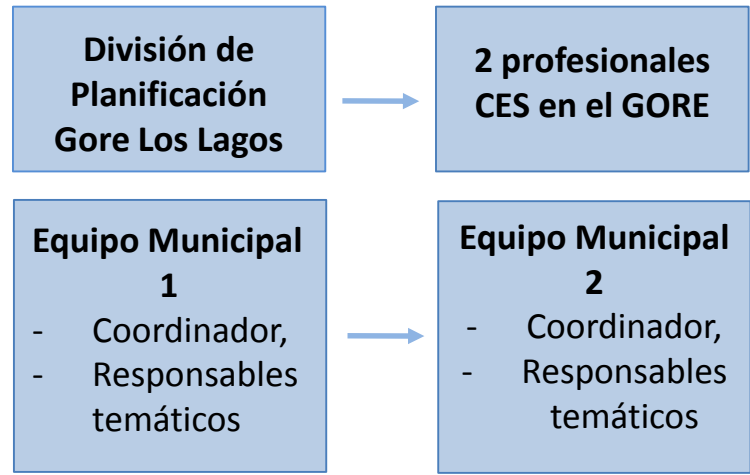 División de
Planificación
Gore Los Lagos
2 profesionales
CES en el GORE
Equipo Municipal
1
- Coordinador,
- Responsables
temáticos
Equipo Municipal
2
- Coordinador,
- Responsables
temáticos